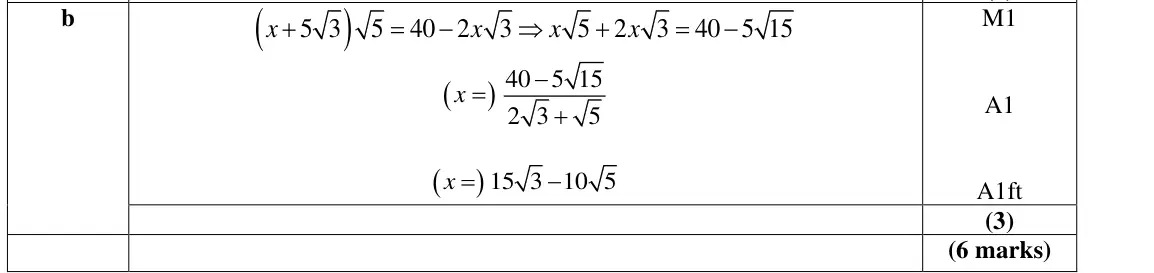 b
(x+5√3)√5 = 40−2x√3 ⇒ x√5+2x√3 = 40−5√15
M1
(x=) (40−5√15)/(2√3+√5)
A1
(x=) 15√3−10√5
A1ft
(3)
(6 marks)